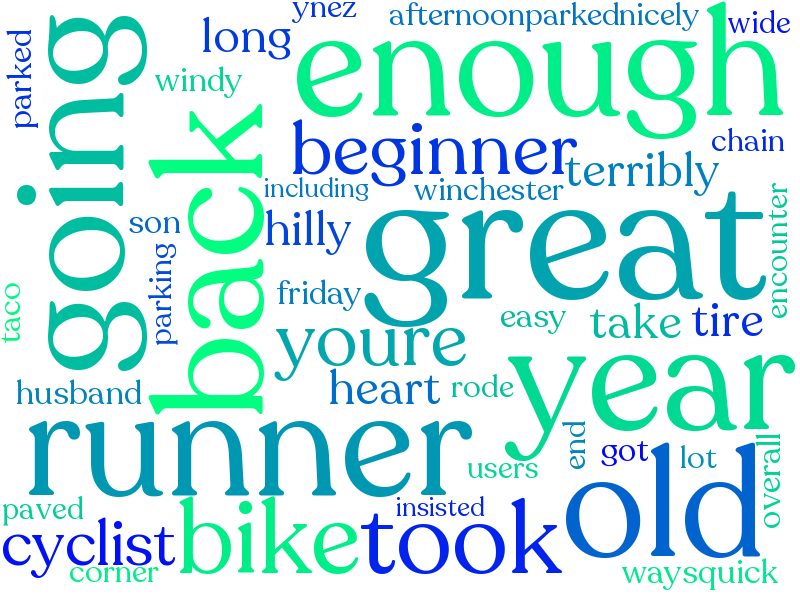 ynez
afternoonparkednicely
wide
long
parked
going
enough
windy
back
beginner
chain
terribly
including
winchester
son
hilly
great
encounter
parking
friday
taco
easy
take
tire
youre
year
husband
heart
rode
runner
end
got
lot
overall
users
old
paved
bike
insisted
took
cyclist
corner
waysquick